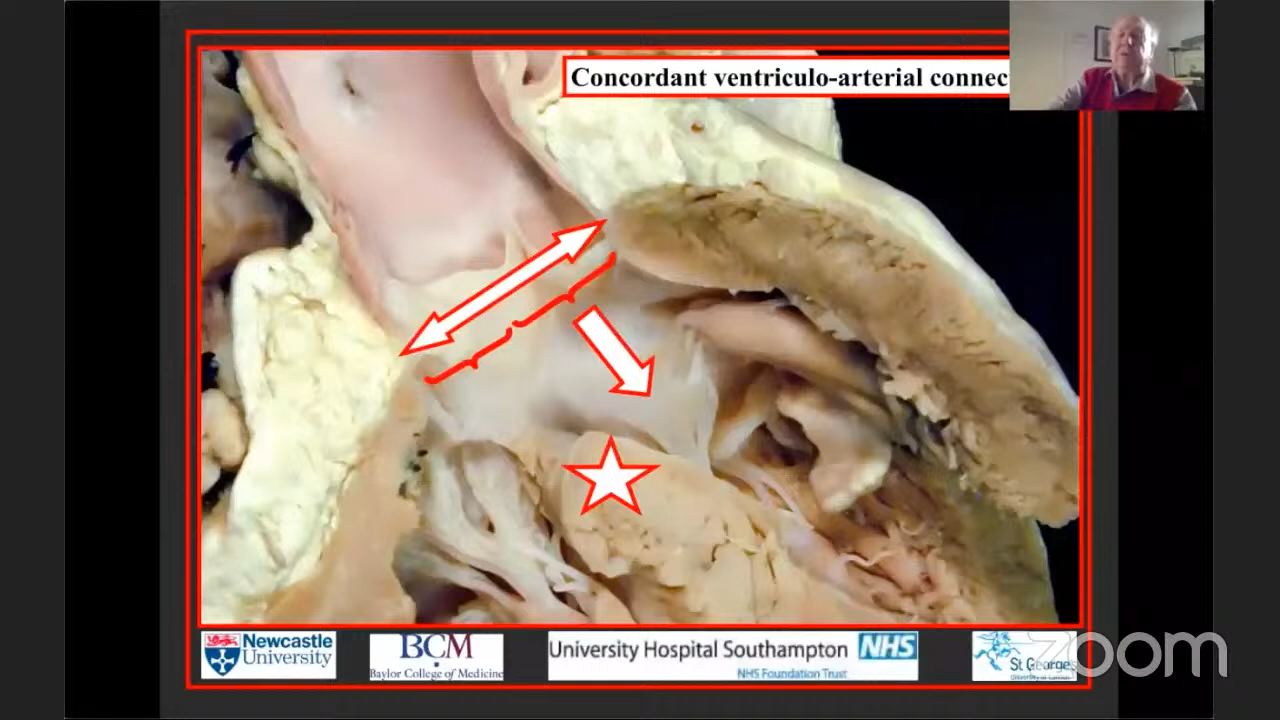 Concordant ventriculo-arterial connec
Newcastle
University
BCM
Baylor College of Medicine
University Hospital Southampton NHS
NHS Foundation Trust
St George's
zoom